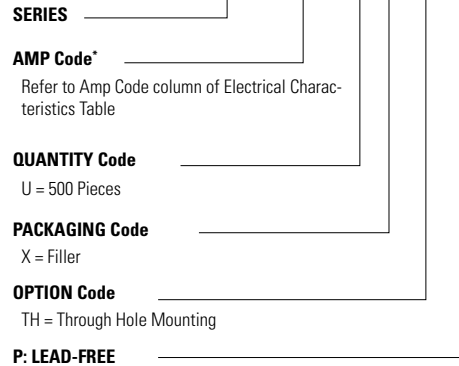 SERIES
AMP Code*
Refer to Amp Code column of Electrical Charac-
teristics Table
QUANTITY Code
U = 500 Pieces
PACKAGING Code
X = Filler
OPTION Code
TH = Through Hole Mounting
P: LEAD-FREE